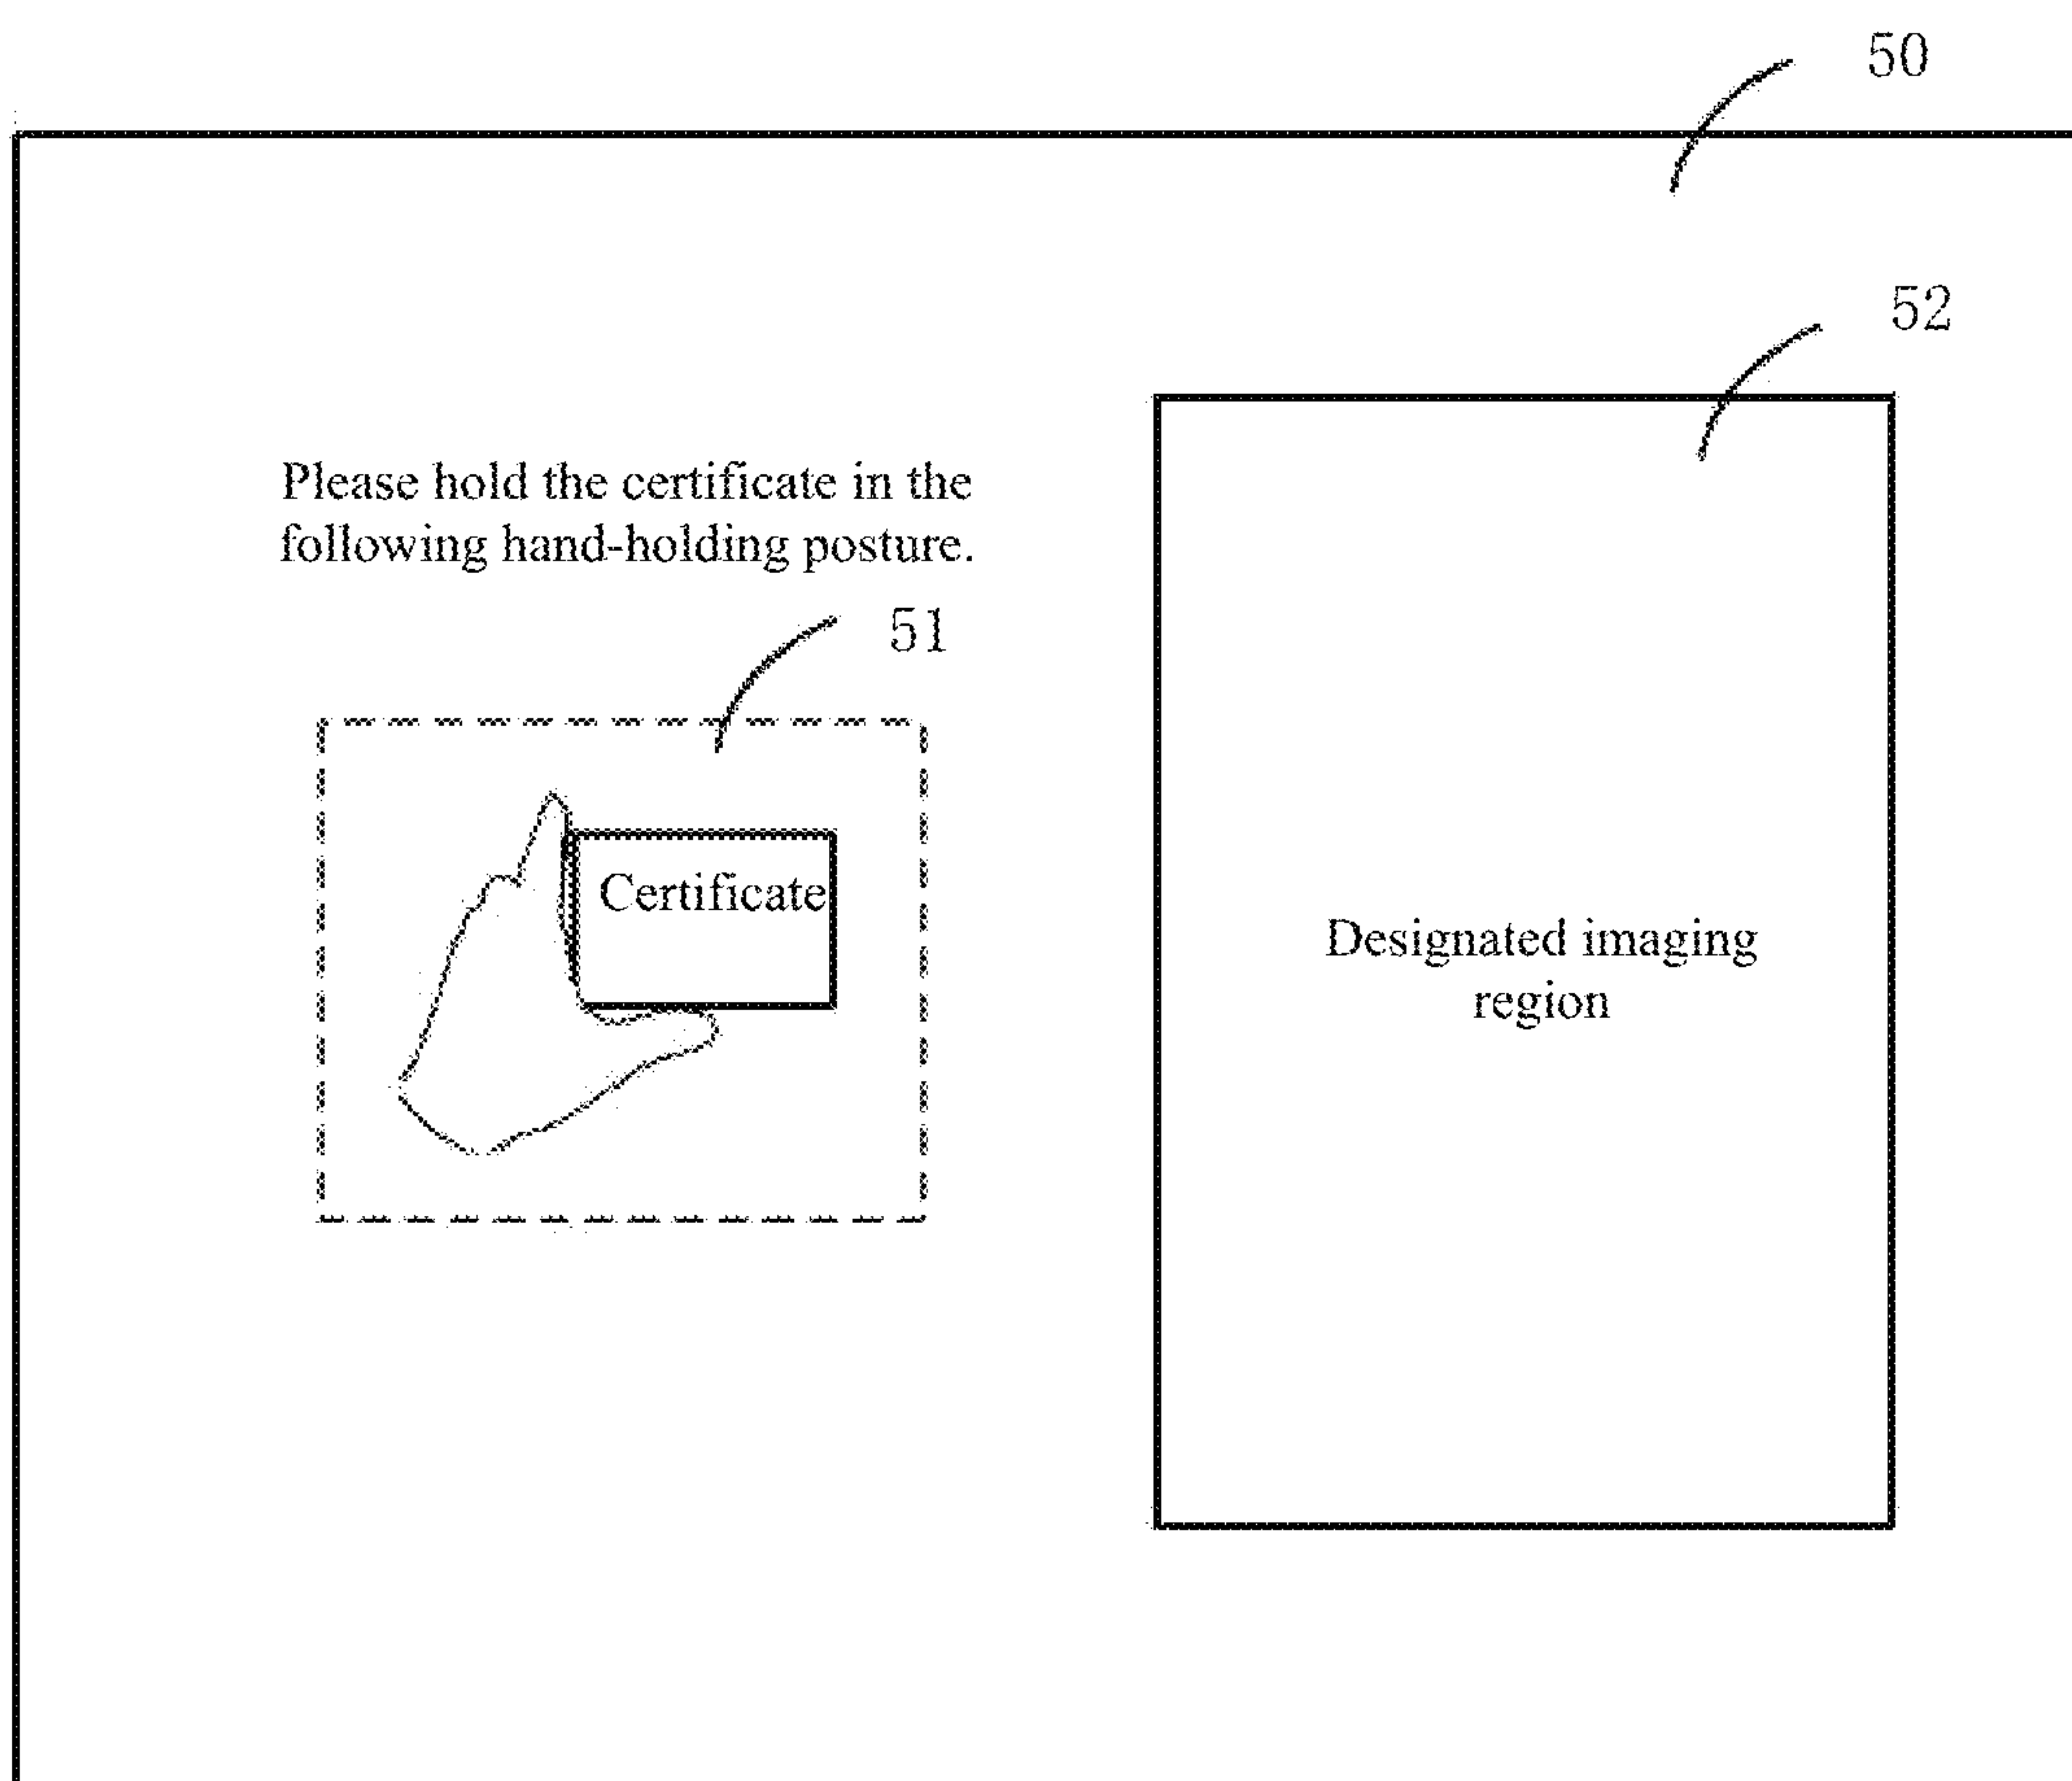 50
52
Please hold the certificate in the
following hand-holding posture.
51
Certificate
Designated imaging
region